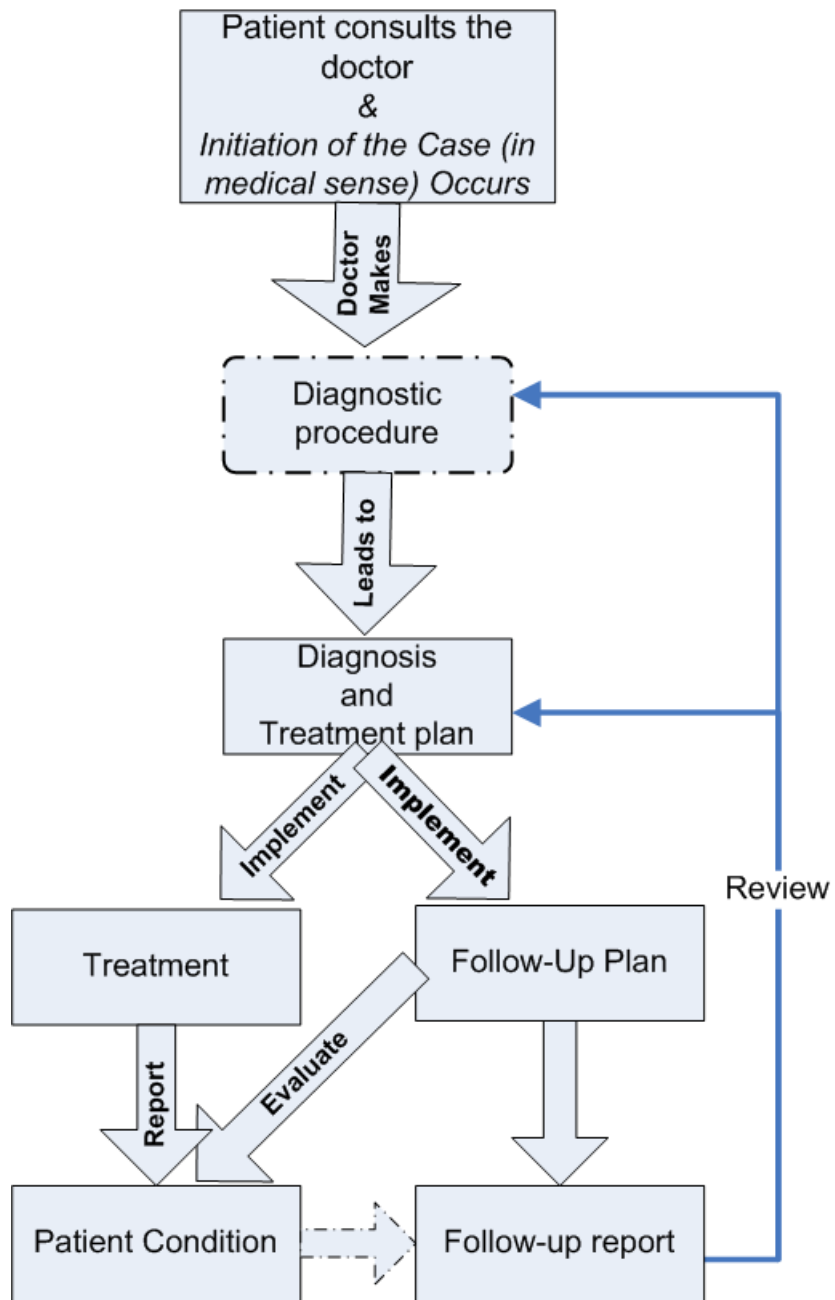 Patient consults the
doctor
&
Initiation of the Case (in
medical sense) Occurs
Doctor
Makes
Diagnostic
procedure
Leads to
Diagnosis
and
Treatment plan
Implement
Implement
Review
Treatment
Follow-Up Plan
Report
Evaluate
Patient Condition
Follow-up report